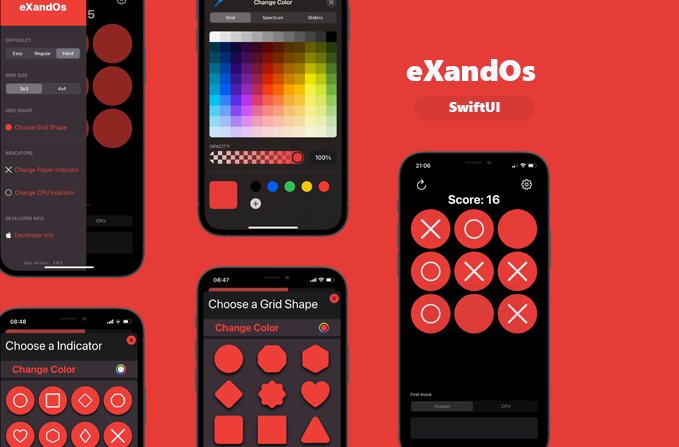 eXandOs
5
DIFFICULTY
Easy Regular Hard
GRID SIZE
3x3 4x4
GRID SHAPE
Choose Grid Shape
INDICATORS
Change Player Indicator
Change CPU Indicator
DEVELOPER INFO
Developer Info
App version
CPU
Change Color
Grid Spectrum Sliders
OPACITY
100%
eXandOs
SwiftUI
21:06
Score: 16
First move:
Human CPU
08:48
Choose a Indicator
Change Color
08:47
Choose a Grid Shape
Change Color